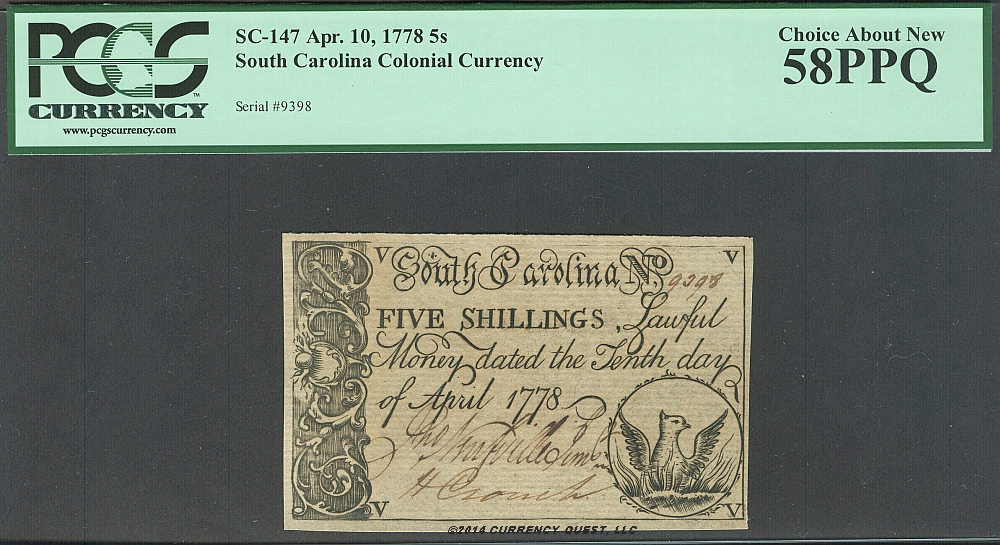 PCGS
CURRENCY
TM
www.pcgscurrency.com
SC-147 Apr. 10, 1778 5s
South Carolina Colonial Currency
Serial #9398
Choice About New
58PPQ
V V
South Carolina No. 9398
FIVE SHILLINGS, Lawful
Money dated the Tenth day
of April 1778
H Crouch
V V
©2014 CURRENCY QUEST, LLC